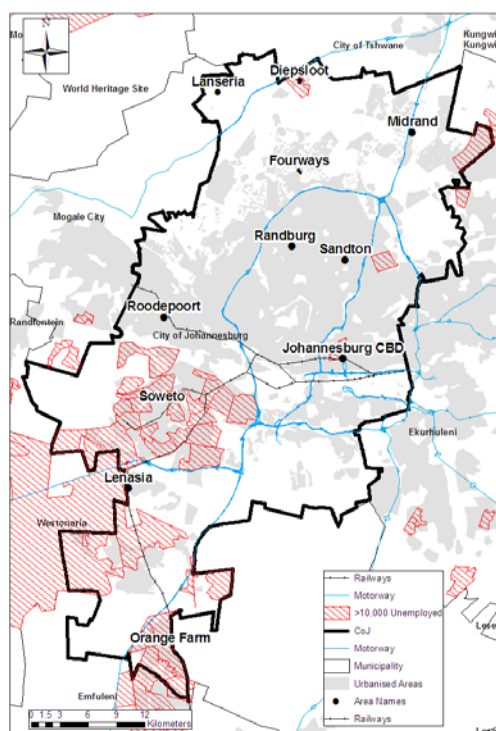 Mo
N
City of Tshwane
Kungwi
Kungwi
Diepsloot
Lanseria
World Heritage Site
Midrand
Fourways
Mogale City
Randburg
Sandton
Roodepoort
Randfontein
City of Johannesburg
Johannesburg CBD
Soweto
Ekurhuleni
Lenasia
Westonaria
Orange Farm
Emfuleni
Lese
Railways
Motorway
>10,000 Unemployed
CoJ
Motorway
Municipality
Urbanised Areas
Area Names
Railways
0 1.5 3 6 9 12
Kilometers